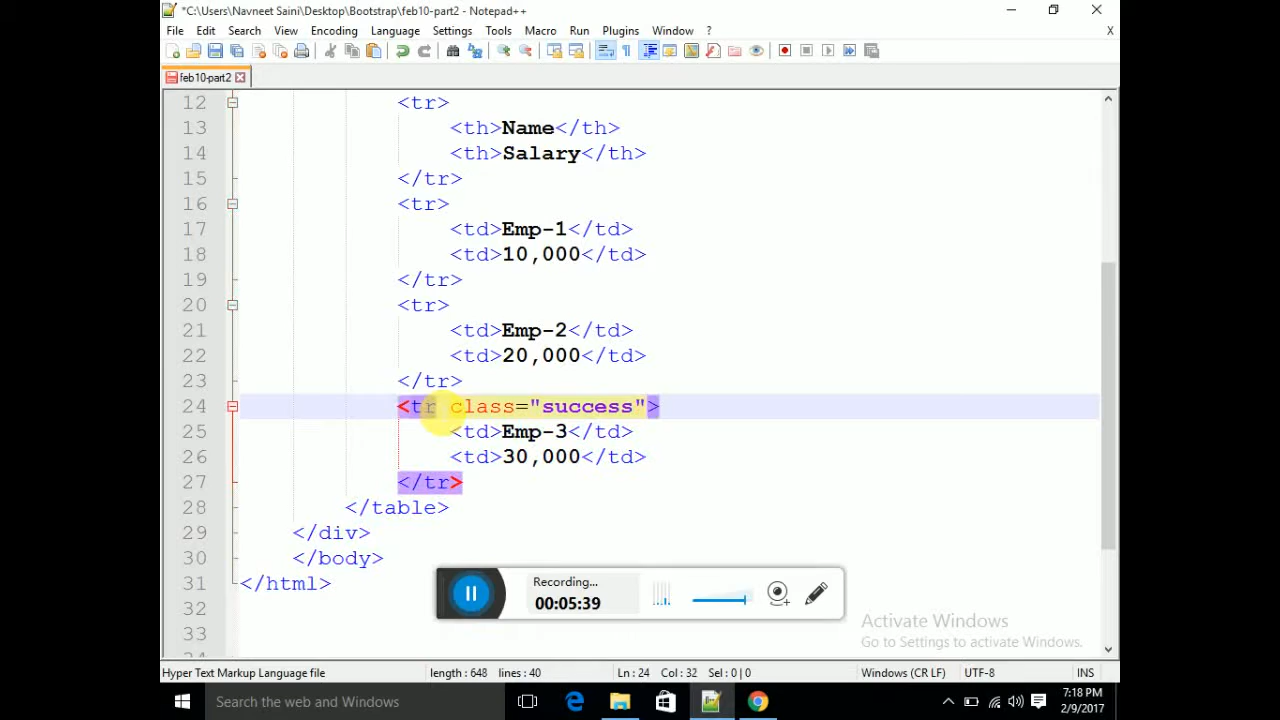 *C:\Users\Navneet Saini\Desktop\Bootstrap\feb10-part2 - Notepad++
File Edit Search View Encoding Language Settings Tools Macro Run Plugins Window ? X
feb10-part2
12 <tr>
13 <th>Name</th>
14 <th>Salary</th>
15 </tr>
16 <tr>
17 <td>Emp-1</td>
18 <td>10,000</td>
19 </tr>
20 <tr>
21 <td>Emp-2</td>
22 <td>20,000</td>
23 </tr>
24 <tr class="success">
25 <td>Emp-3</td>
26 <td>30,000</td>
27 </tr>
28 </table>
29 </div>
30 </body>
31 </html>
32
33
Recording...
00:05:39
Activate Windows
Go to Settings to activate Windows.
Hyper Text Markup Language file length : 648 lines : 40 Ln : 24 Col : 32 Sel : 0 | 0 Windows (CR LF) UTF-8 INS
Search the web and Windows
7:18 PM
2/9/2017